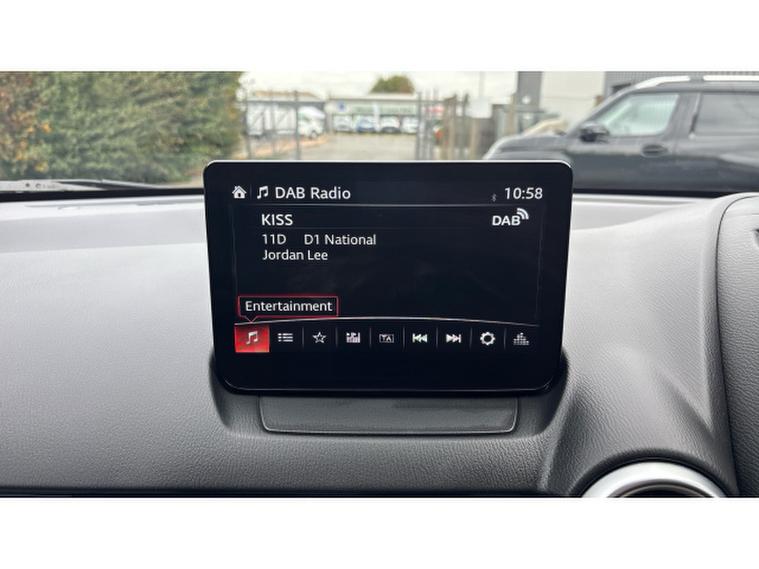 DAB Radio 10:58
KISS DAB
11D D1 National
Jordan Lee
Entertainment
TA